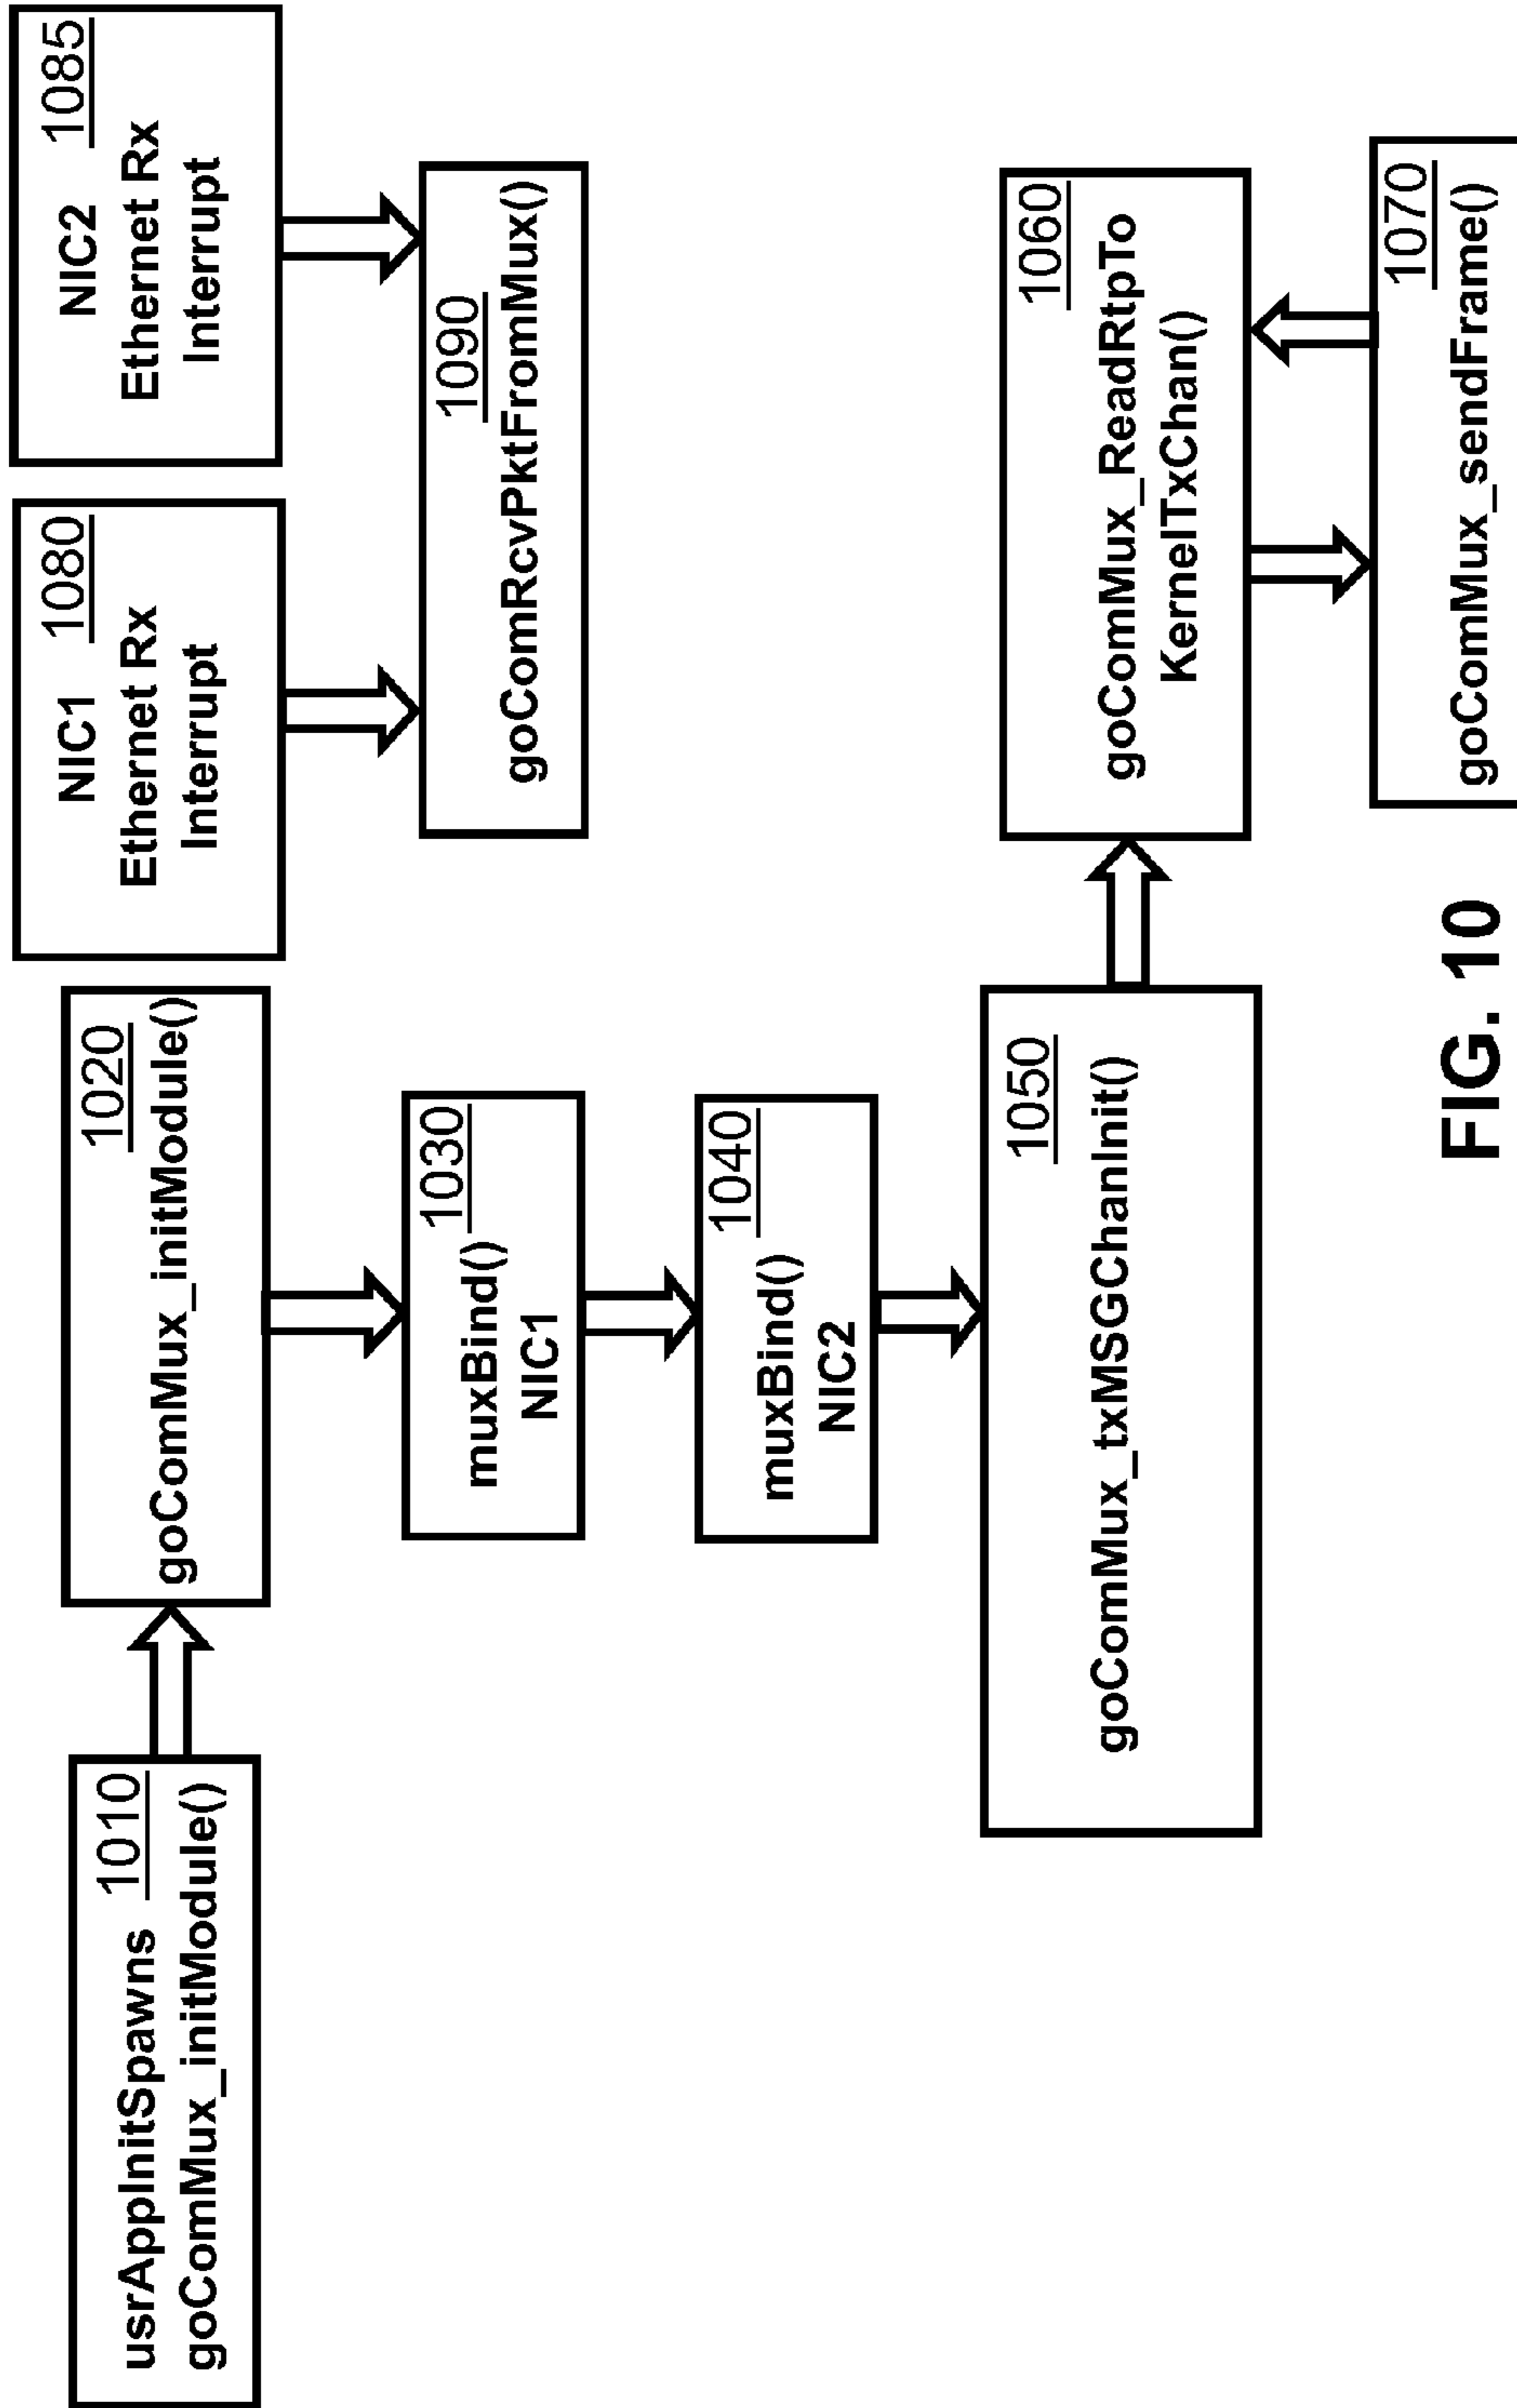 1010
usrAppInitSpawns
goComMux_initModule()
1020
goComMux_initModule()
1030
muxBind()
NIC1
1040
muxBind()
NIC2
1050
goComMux_txMSGChanInit()
1060
goComMux_ReadRtpTo
KernelTxChan()
1070
goComMux_sendFrame()
NIC1 1080
Ethernet Rx
Interrupt
NIC2 1085
Ethernet Rx
Interrupt
1090
goComRcvPktFromMux()
FIG. 10